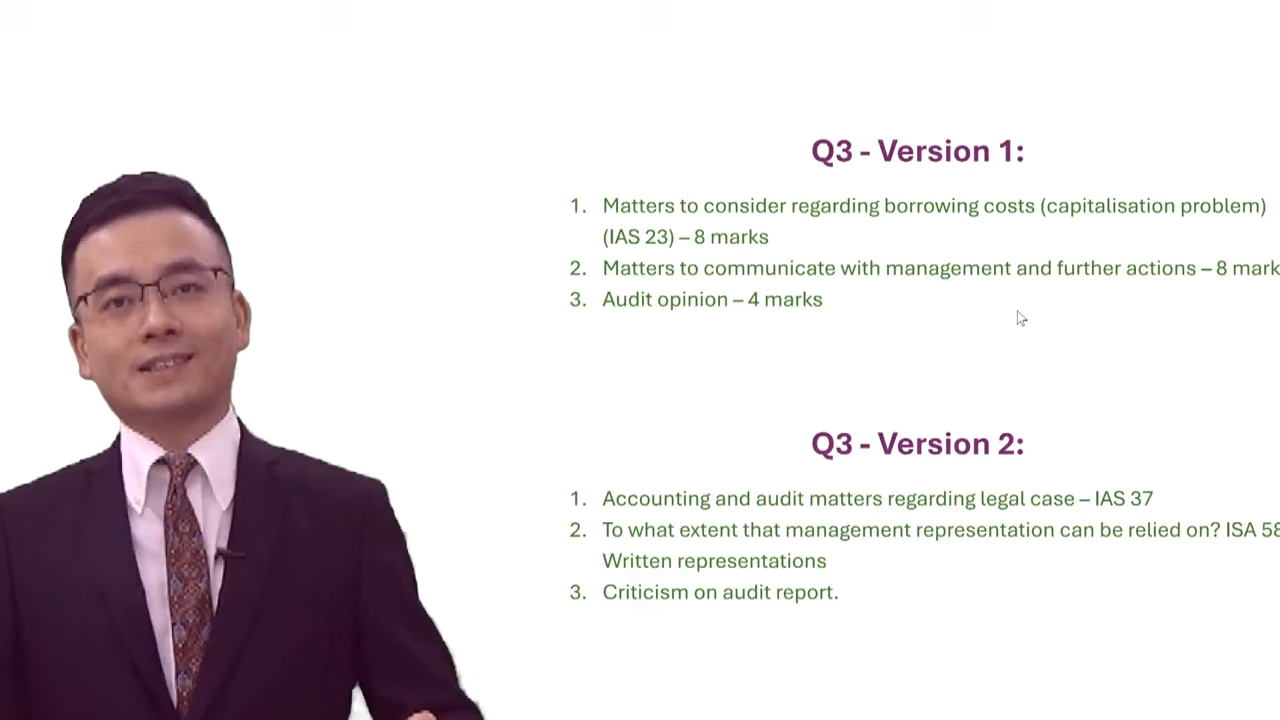 Q3 - Version 1:
1. Matters to consider regarding borrowing costs (capitalisation problem)
(IAS 23) – 8 marks
2. Matters to communicate with management and further actions – 8 mark
3. Audit opinion – 4 marks
Q3 - Version 2:
1. Accounting and audit matters regarding legal case – IAS 37
2. To what extent that management representation can be relied on? ISA 58
Written representations
3. Criticism on audit report.